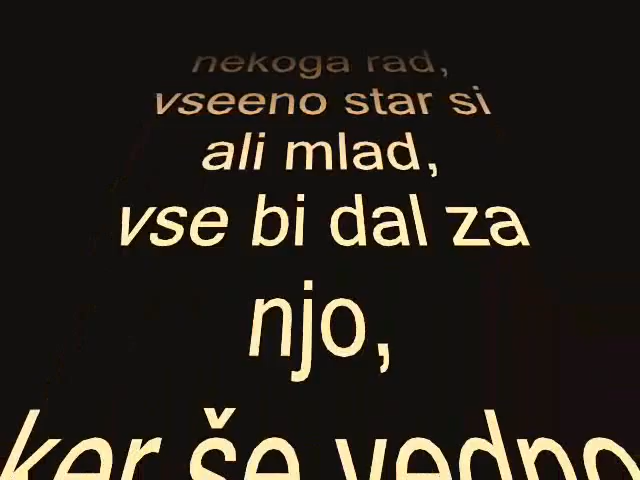 nekoga rad,
vseeno star si
ali mlad,
vse bi dal za
njo,
ker še vedno